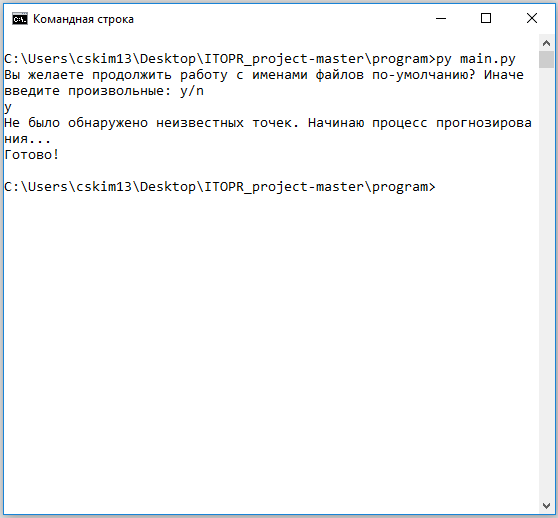 Командная строка
C:\Users\cskim13\Desktop\ITOPR_project-master\program>py main.py
Вы желаете продолжить работу с именами файлов по-умолчанию? Иначе
введите произвольные: y/n
y
Не было обнаружено неизвестных точек. Начинаю процесс прогнозирова
ния...
Готово!
C:\Users\cskim13\Desktop\ITOPR_project-master\program>